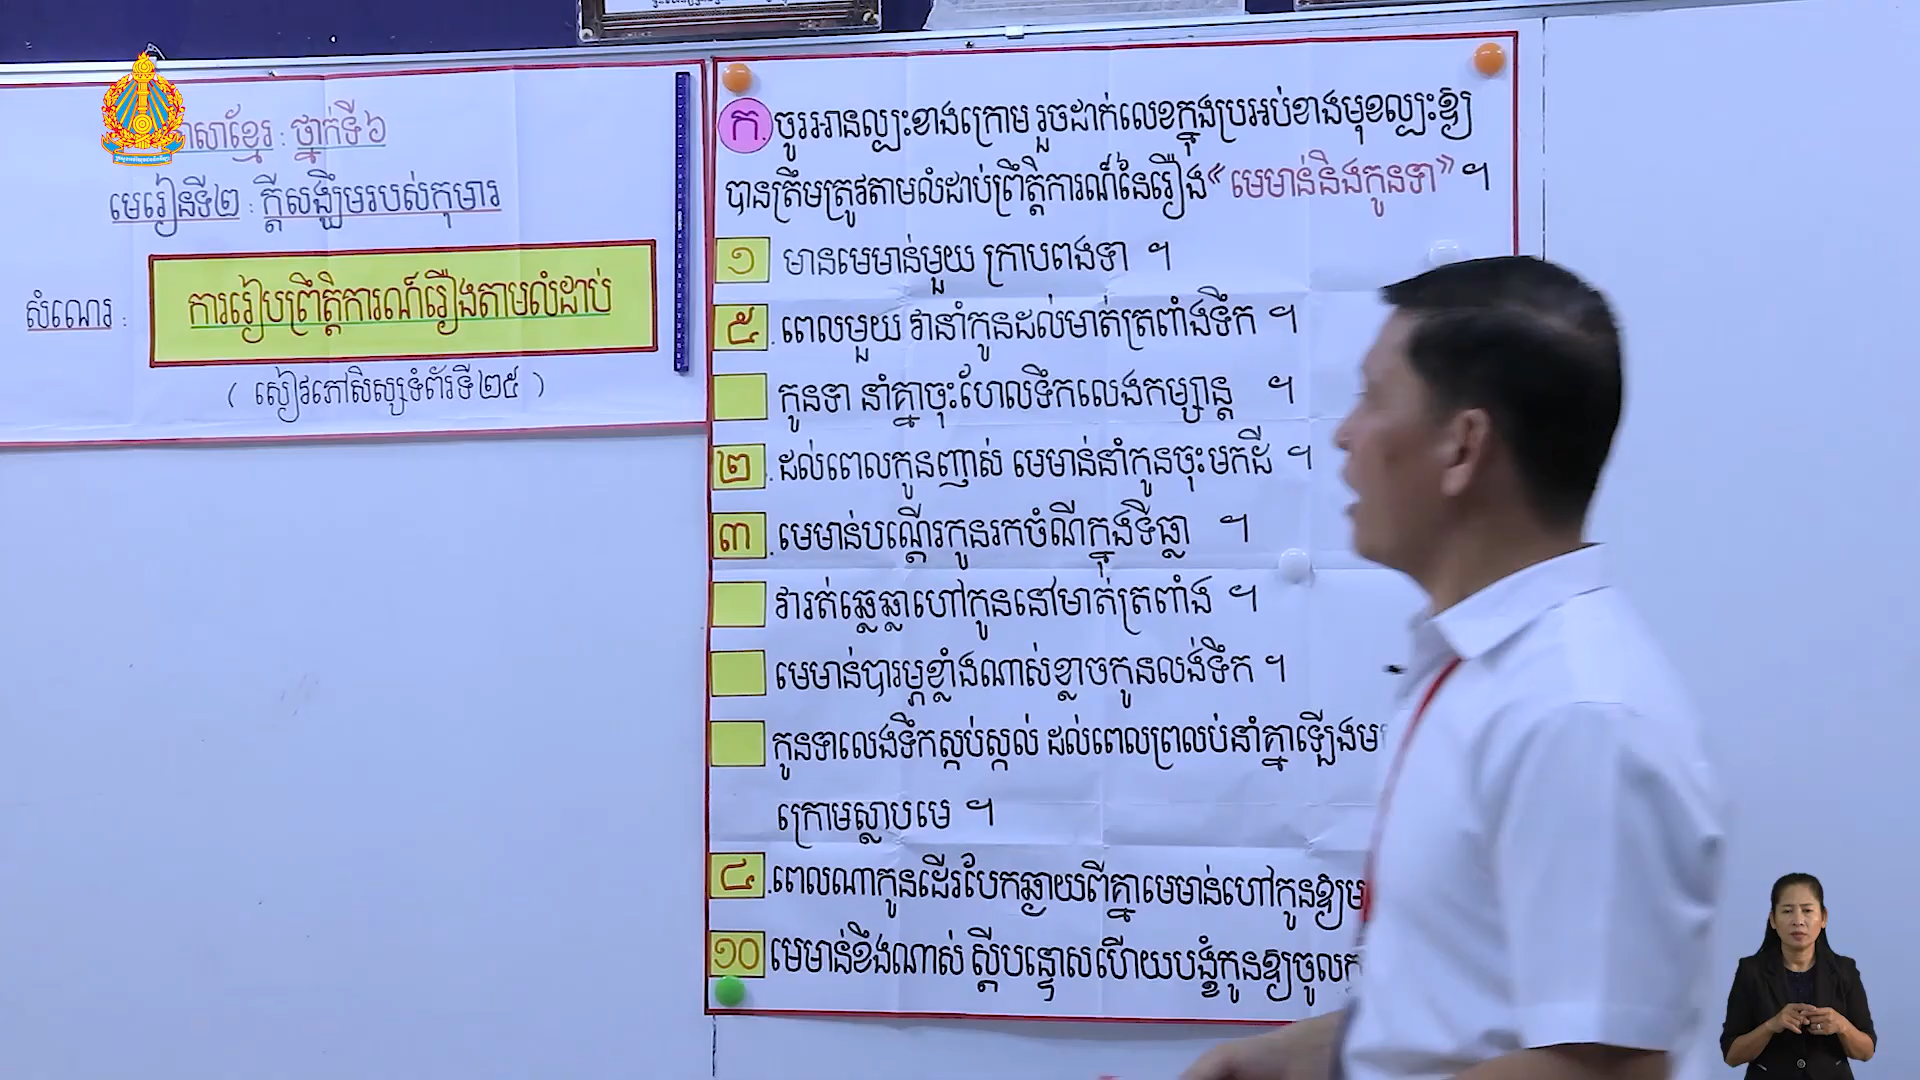 ភាសាខ្មែរ : ថ្នាក់ទី៦
មេរៀនទី២ : ក្ដីសង្ឃឹមរបស់កុមារ
សំណេរ :
ការរៀបព្រឹត្តិការណ៍រឿងតាមលំដាប់
( សៀវភៅសិស្សទំព័រទី២៥ )
ក. ចូរអានល្បះខាងក្រោម រួចដាក់លេខក្នុងប្រអប់ខាងមុខល្បះឱ្យ
បានត្រឹមត្រូវតាមលំដាប់ព្រឹត្តិការណ៍នៃរឿង«មេមាន់និងកូនទា» ។
១ មានមេមាន់មួយ ក្រាបពងទា ។
៥. ពេលមួយ វានាំកូនដល់មាត់ត្រពាំងទឹក ។
កូនទា នាំគ្នាចុះហែលទឹកលេងកម្សាន្ត ។
២. ដល់ពេលកូនញាស់ មេមាន់នាំកូនចុះមកដី ។
៣. មេមាន់បណ្ដើរកូនរកចំណីក្នុងទីធ្លា ។
វារត់ឆ្លេឆ្លាហៅកូននៅមាត់ត្រពាំង ។
មេមាន់បារម្ភខ្លាំងណាស់ខ្លាចកូនលង់ទឹក ។
កូនទាលេងទឹកស្កប់ស្កល់ ដល់ពេលព្រលប់នាំគ្នាឡើងម
ក្រោមស្លាបមេ ។
៤. ពេលណាកូនដើរបែកឆ្ងាយពីគ្នាមេមាន់ហៅកូនឱ្យម
១០ មេមាន់ខឹងណាស់ ស្ដីបន្ទោសហើយបង្ខំកូនឱ្យចូល